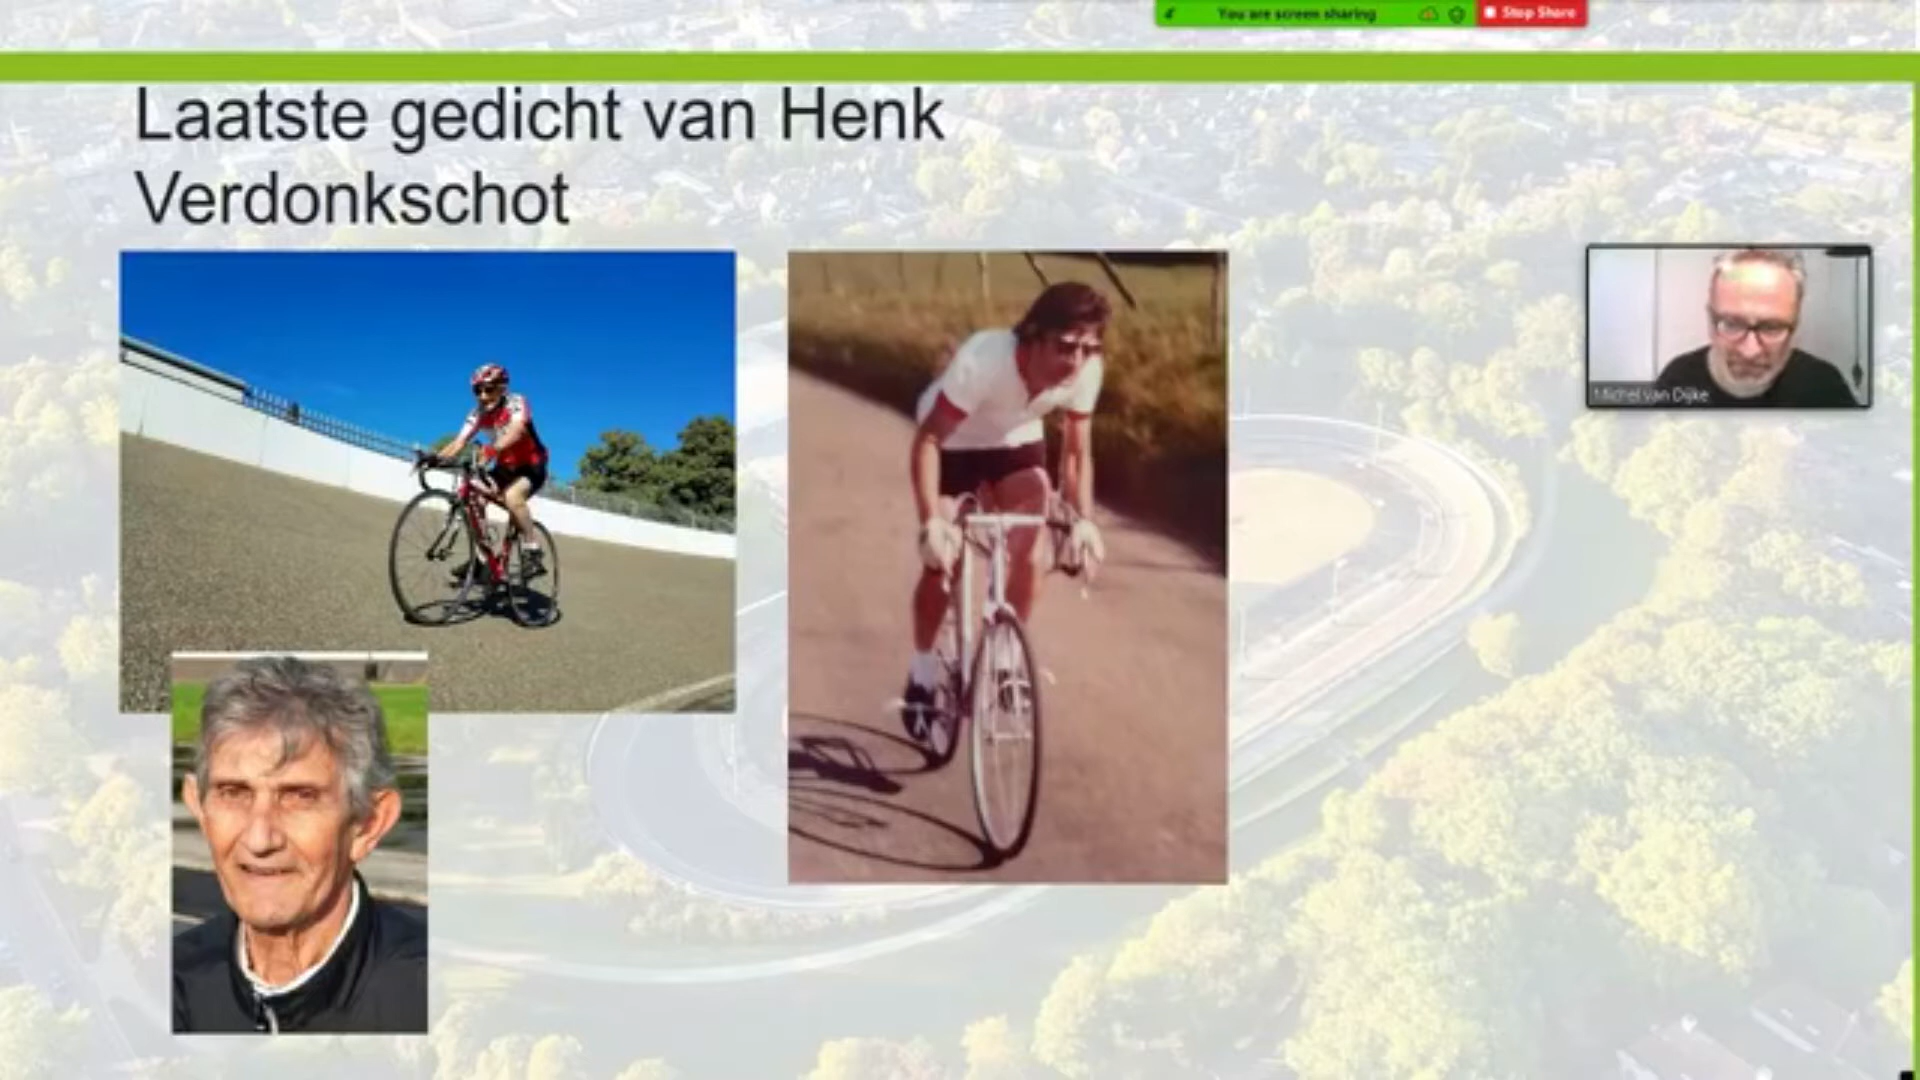 You are screen sharing
Stop Share
Laatste gedicht van Henk
Verdonkschot
Michel van Dijke